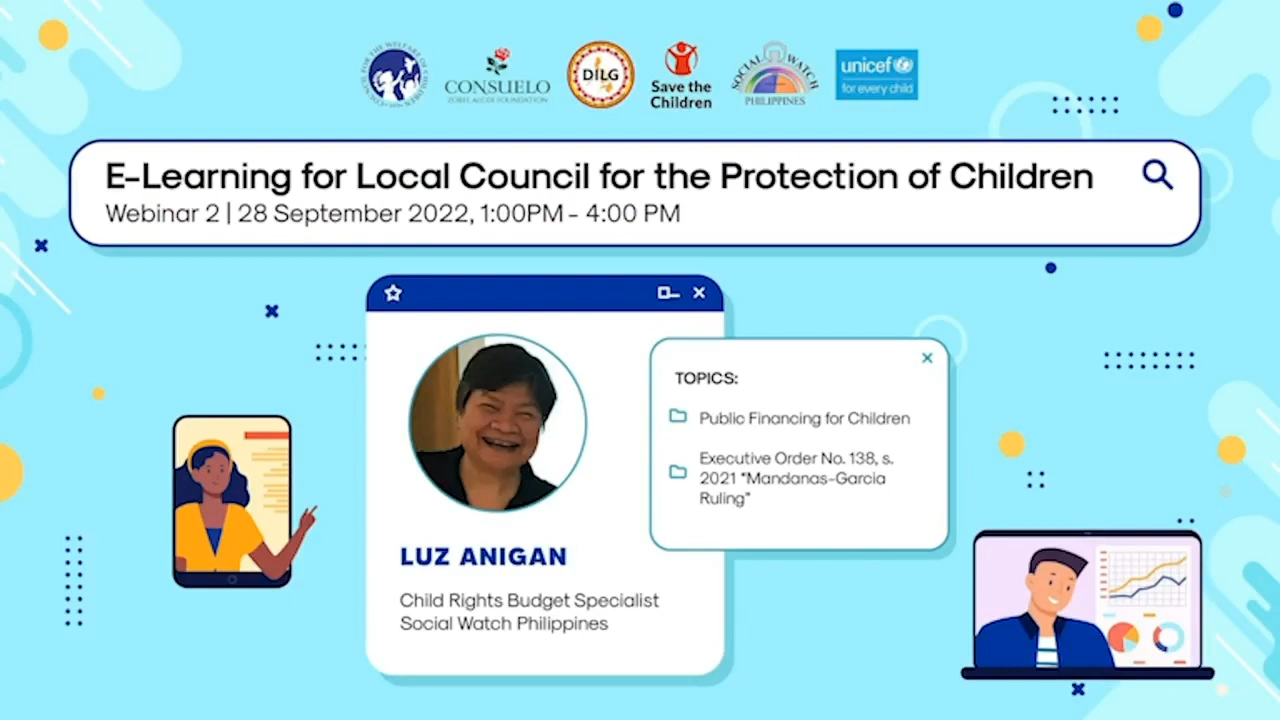 CONSUELO
ZOBEL ALGER FOUNDATION
DILG
Save the
Children
SOCIAL WATCH
PHILIPPINES
unicef
for every child
E-Learning for Local Council for the Protection of Children
Webinar 2 | 28 September 2022, 1:00PM - 4:00 PM
TOPICS:
Public Financing for Children
Executive Order No. 138, s.
2021 “Mandanas-Garcia
Ruling”
LUZ ANIGAN
Child Rights Budget Specialist
Social Watch Philippines